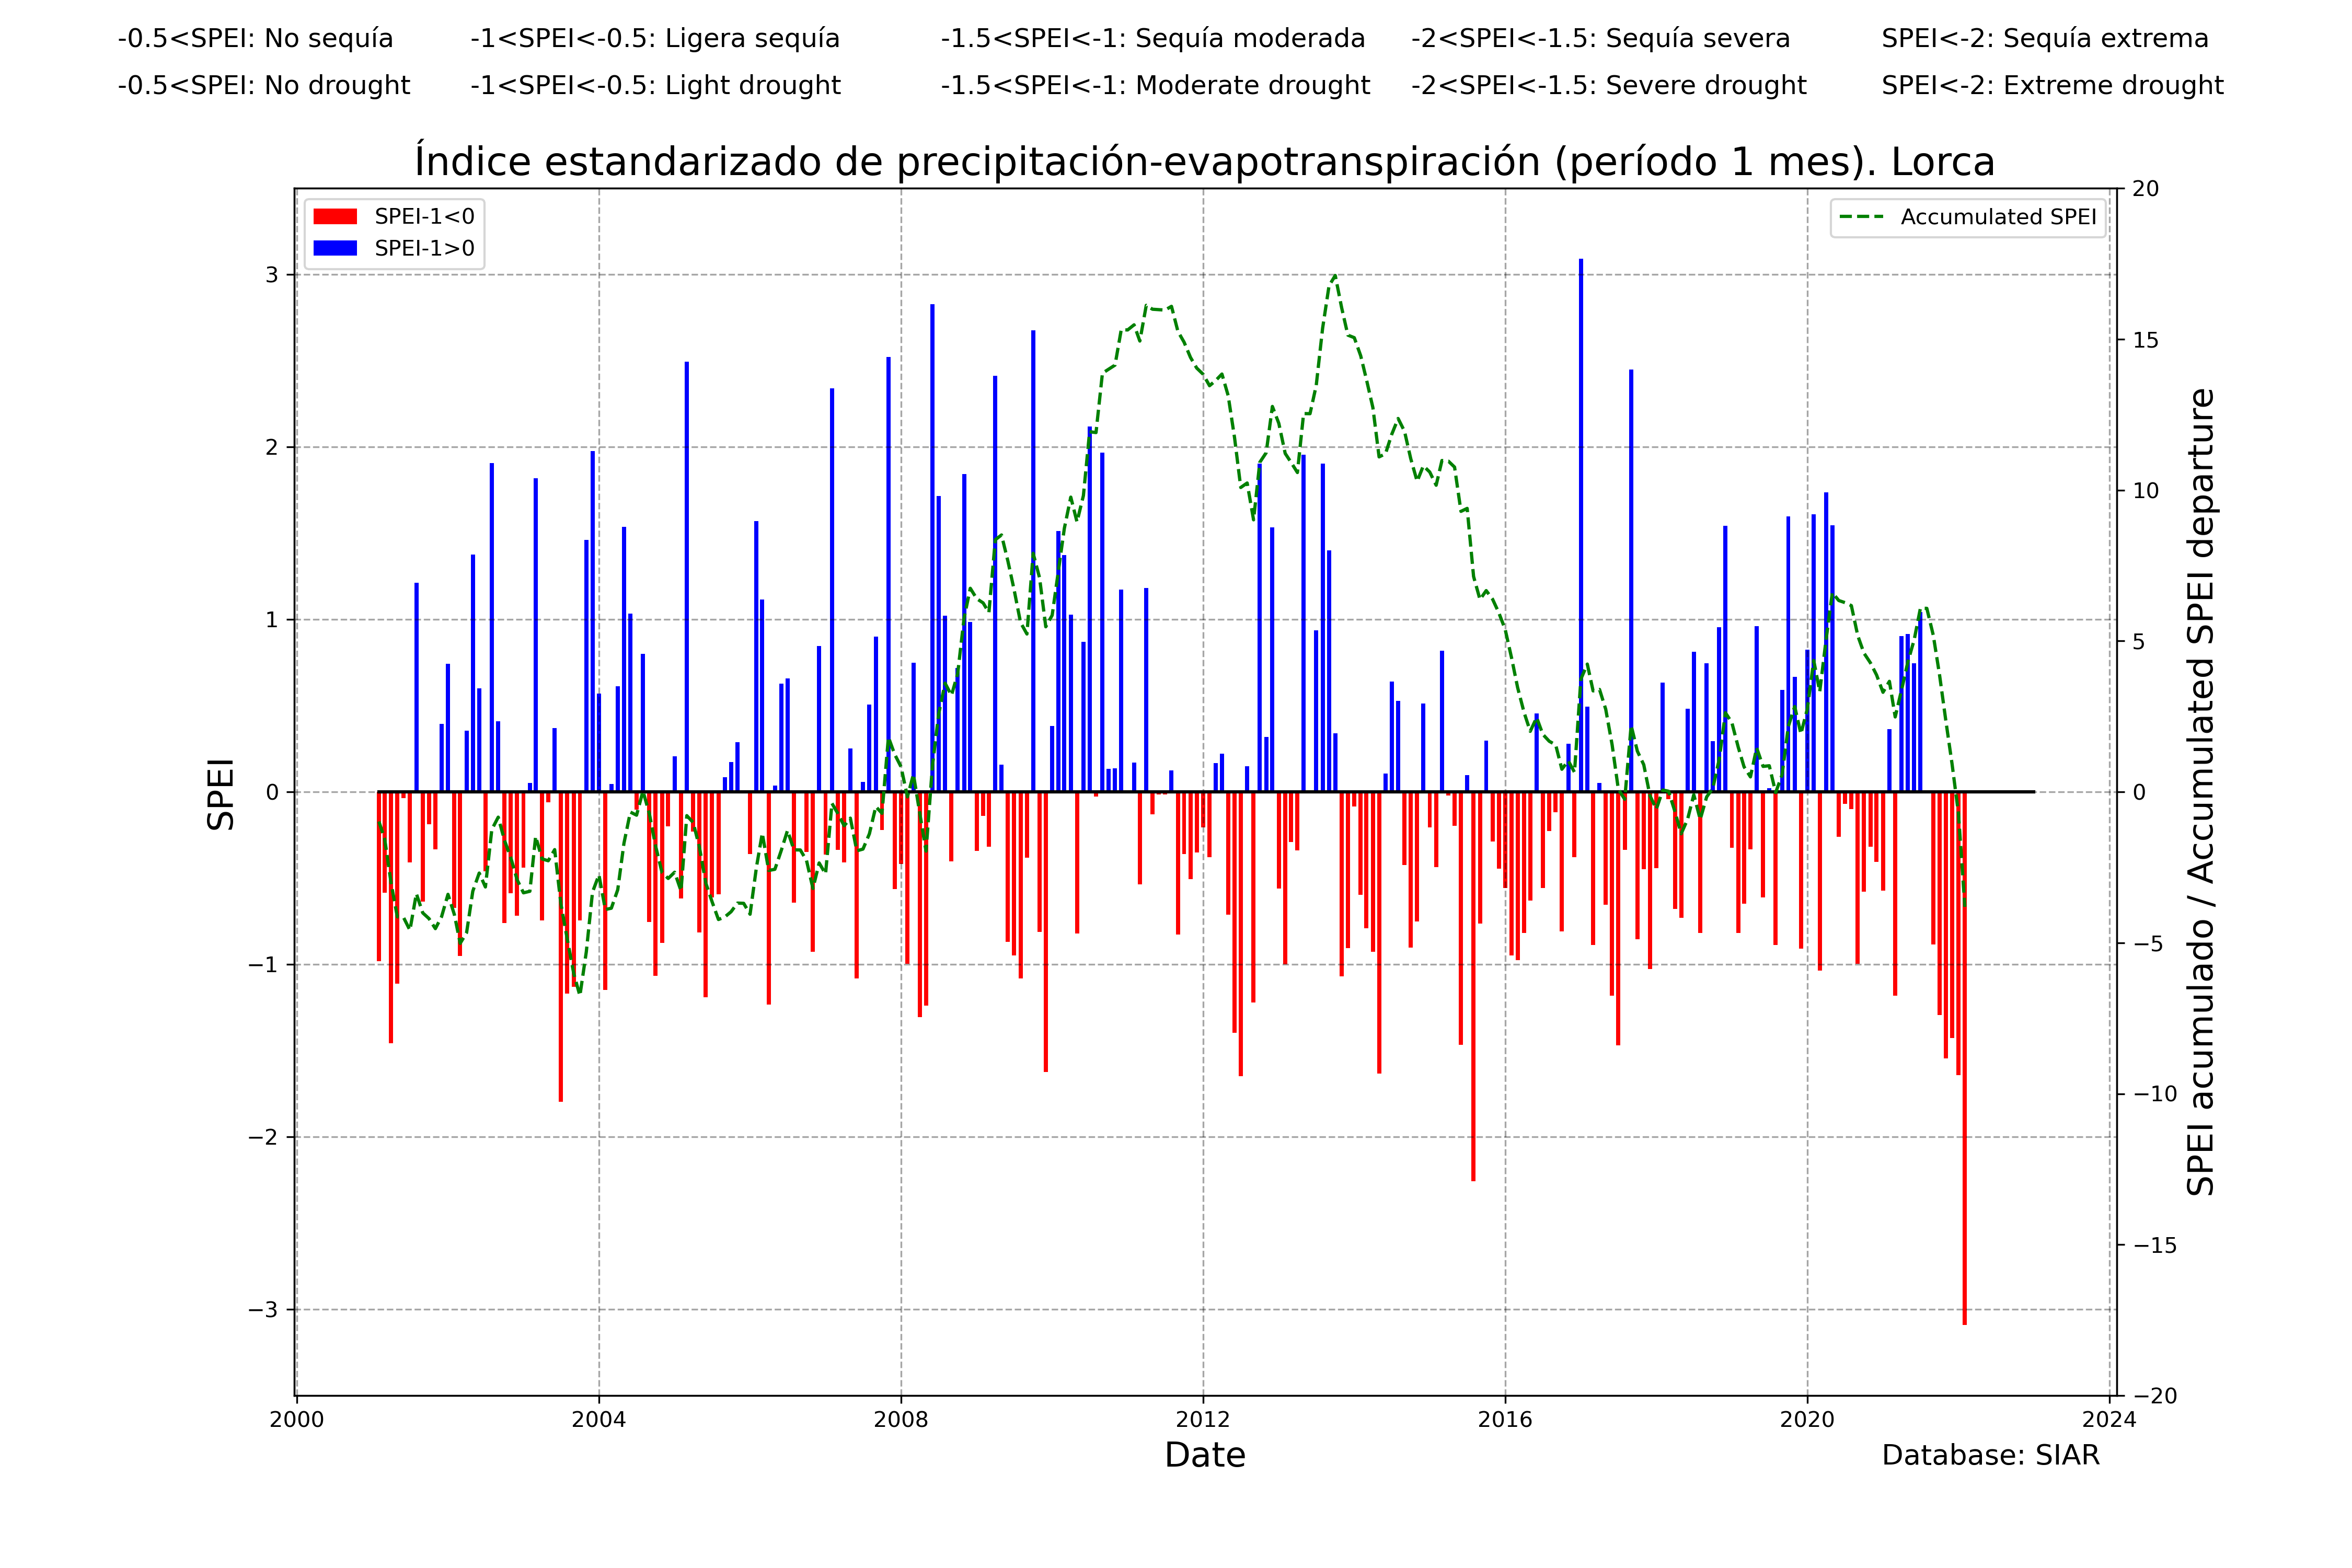 -0.5<SPEI: No sequía -1<SPEI<-0.5: Ligera sequía -1.5<SPEI<-1: Sequía moderada -2<SPEI<-1.5: Sequía severa SPEI<-2: Sequía extrema
-0.5<SPEI: No drought -1<SPEI<-0.5: Light drought -1.5<SPEI<-1: Moderate drought -2<SPEI<-1.5: Severe drought SPEI<-2: Extreme drought
Índice estandarizado de precipitación-evapotranspiración (período 1 mes). Lorca
SPEI-1<0
SPEI-1>0
Accumulated SPEI
3
2
1
0
−1
−2
−3
SPEI
20
15
10
5
0
−5
−10
−15
−20
SPEI acumulado / Accumulated SPEI departure
2000 2004 2008 2012 2016 2020 2024
Date
Database: SIAR